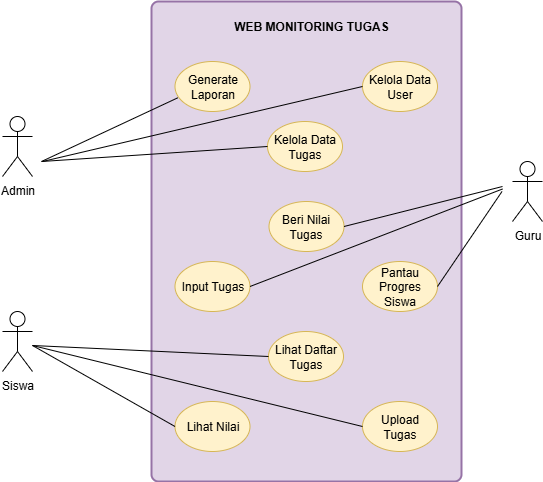 WEB MONITORING TUGAS
Generate
Laporan
Kelola Data
User
Kelola Data
Tugas
Admin
Beri Nilai
Tugas
Guru
Input Tugas
Pantau
Progres
Siswa
Lihat Daftar
Tugas
Siswa
Lihat Nilai
Upload
Tugas